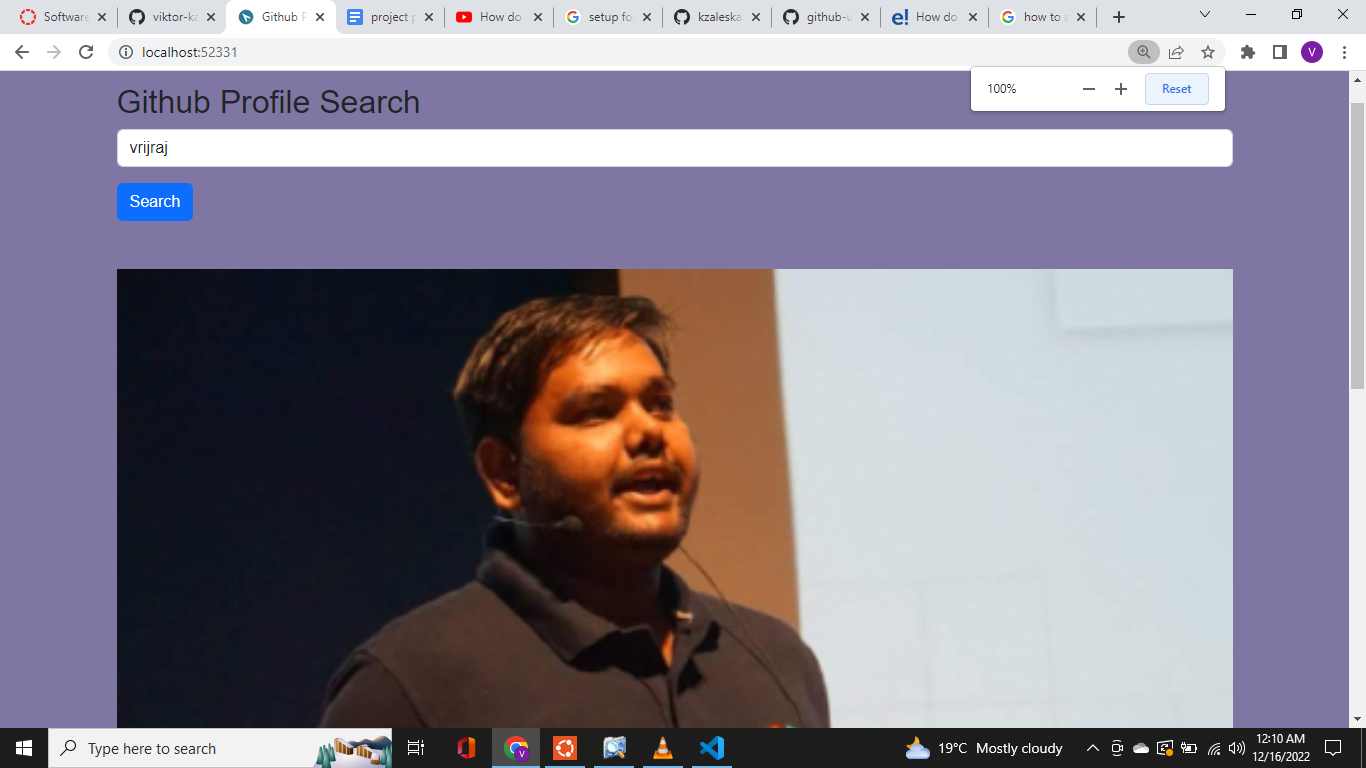 Software
viktor-ka
Github P
project p
How do
setup fo
kzaleska
github-u
e!
How do
how to a
localhost:52331
V
100%
Reset
Github Profile Search
vrijraj
Search
Type here to search
V
19°C Mostly cloudy
12:10 AM
12/16/2022